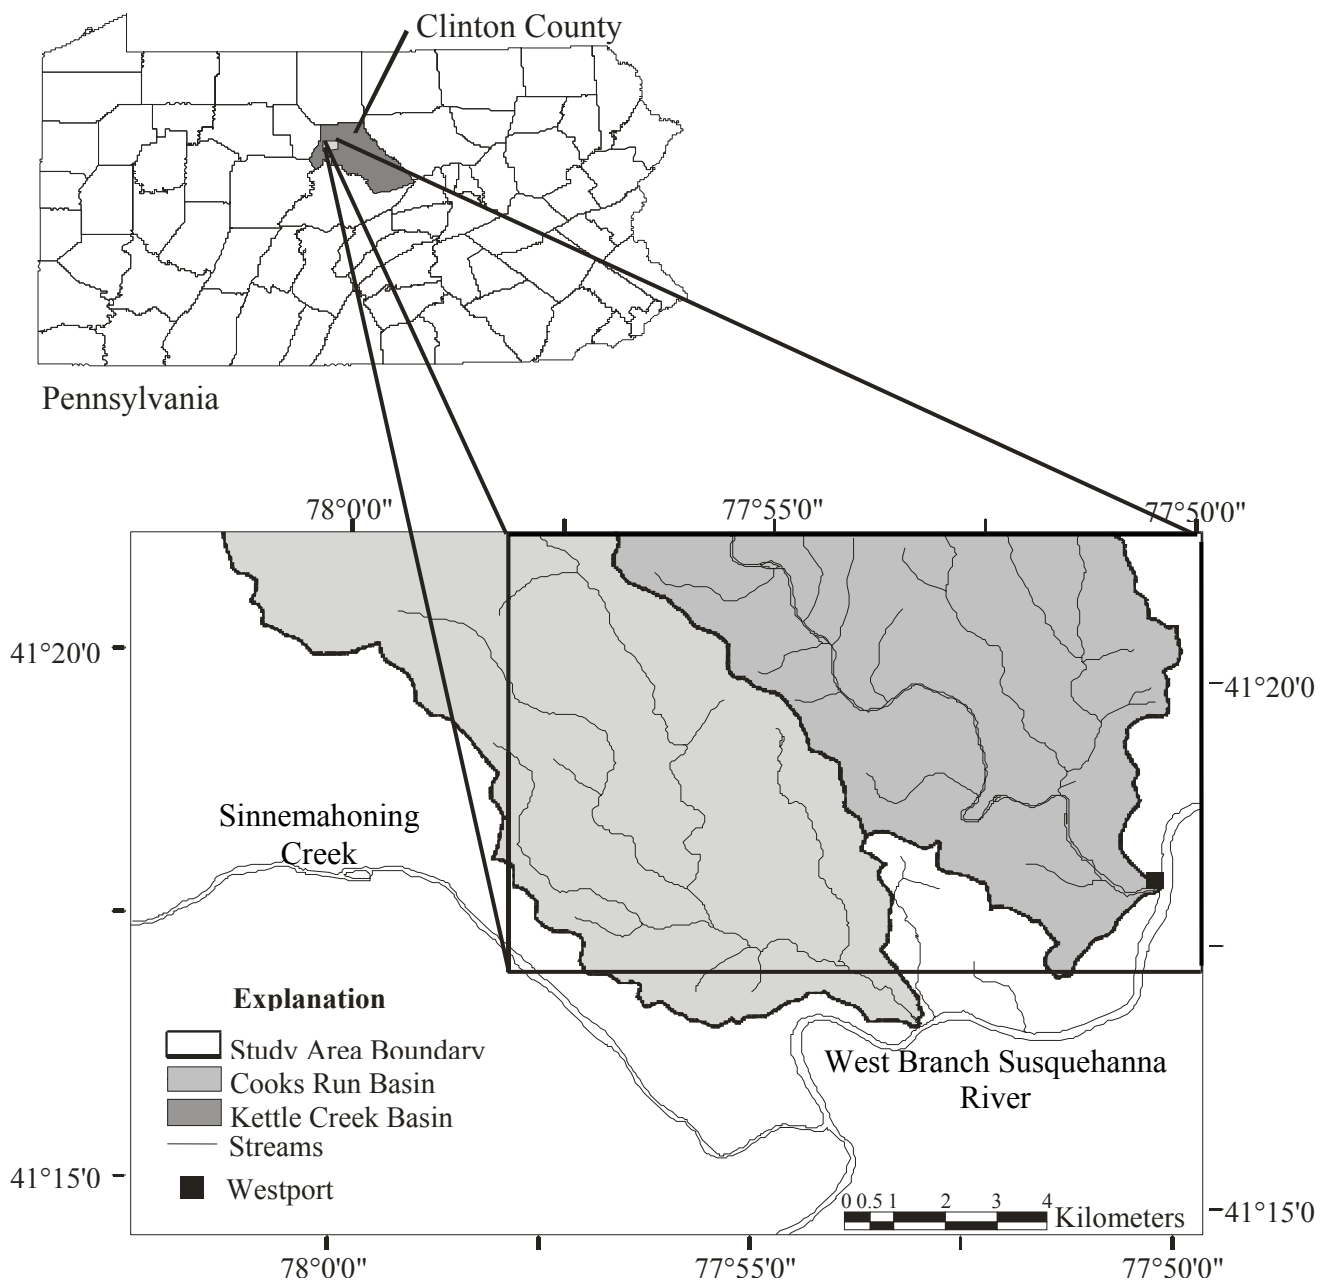 Clinton County
Pennsylvania
78°0'0"
77°55'0"
77°50'0"
41°20'0
41°20'0
Sinnemahoning
Creek
Explanation
Study Area Boundary
Cooks Run Basin
Kettle Creek Basin
Streams
Westport
West Branch Susquehanna
River
41°15'0
41°15'0
0 0.5 1 2 3 4
Kilometers
78°0'0"
77°55'0"
77°50'0"